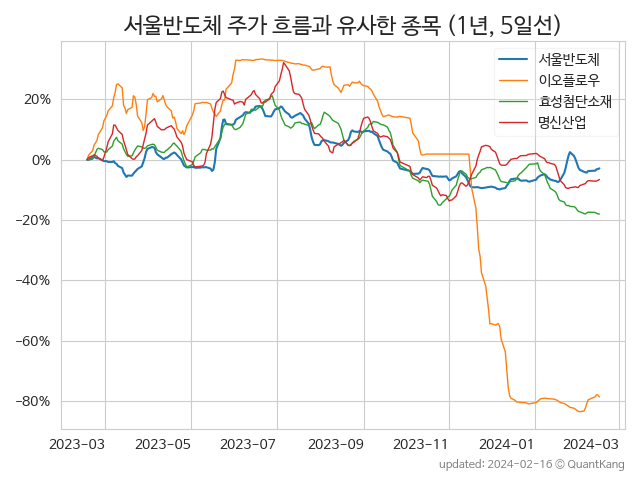 서울반도체 주가 흐름과 유사한 종목 (1년, 5일선)
서울반도체
이오플로우
효성첨단소재
명신산업
20%
0%
−20%
−40%
−60%
−80%
2023-03 2023-05 2023-07 2023-09 2023-11 2024-01 2024-03
updated: 2024-02-16 © QuantKang